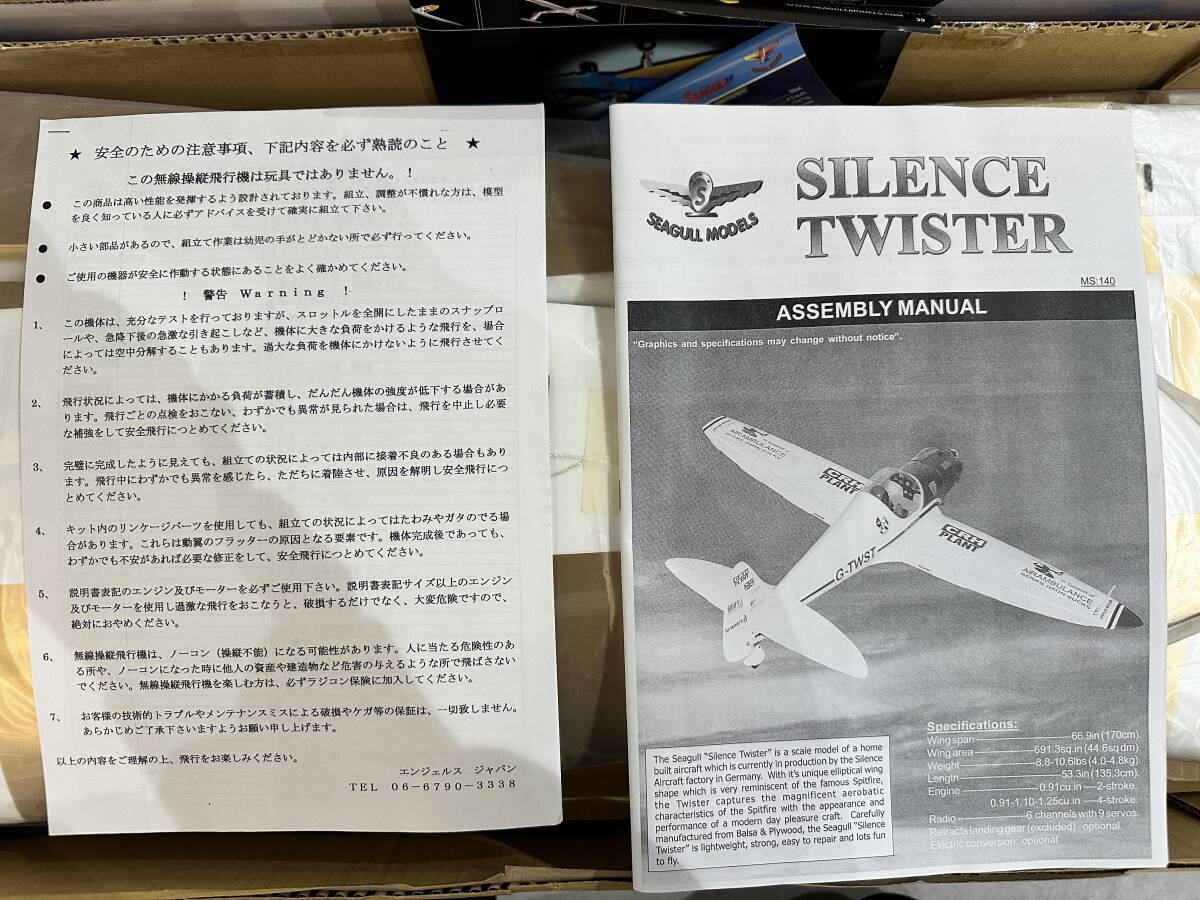 WWW.SEAGULLMODELS.COM
39
SEAGULL
★ 安全のための注意事項、下記内容を必ず熟読のこと ★
この無線操縦飛行機は玩具ではありません。！
● この商品は高い性能を発揮するよう設計されております。組立、調整が不慣れな方は、模型
を良く知っている人に必ずアドバイスを受けて確実に組立て下さい。
● 小さい部品があるので、組立て作業は幼児の手がとどかない所で必ず行ってください。
● ご使用の機器が安全に作動する状態にあることをよく確かめてください。
！ 警告 Ｗａｒｎｉｎｇ ！
1、 この機体は、充分なテストを行っておりますが、スロットルを全開にしたままのスナップロ
ールや、急降下後の急激な引き起こしなど、機体に大きな負荷をかけるような飛行を、場合
によっては空中分解することもあります。過大な負荷を機体にかけないように飛行させてく
ださい。
2、 飛行状況によっては、機体にかかる負荷が蓄積し、だんだん機体の強度が低下する場合があ
ります。飛行ごとの点検をおこない、わずかでも異常が見られた場合は、飛行を中止し必要
な補強をして安全飛行につとめてください。
3、 完璧に完成したように見えても、組立ての状況によっては内部に接着不良のある場合もあり
ます。飛行中にわずかでも異常を感じたら、ただちに着陸させ、原因を解明し安全飛行につ
とめてください。
4、 キット内のリンケージパーツを使用しても、組立ての状況によってはたわみやガタのでる場
合があります。これらは動翼のフラッターの原因となる要素です。機体完成後であっても、
わずかでも不安があれば必要な修正をして、安全飛行につとめてください。
5、 説明書表記のエンジン及びモーターを必ずご使用下さい。説明書表記サイズ以上のエンジン
及びモーターを使用し過激な飛行をおこなうと、破損するだけでなく、大変危険ですので、
絶対におやめください。
6、 無線操縦飛行機は、ノーコン（操縦不能）になる可能性があります。人に当たる危険性のあ
る所や、ノーコンになった時に他人の資産や建造物など危害の与えるような所で飛ばさない
でください。無線操縦飛行機を楽しむ方は、必ずラジコン保険に加入してください。
7、 お客様の技術的トラブルやメンテナンスミスによる破損やケガ等の保証は、一切致しません。
あらかじめご了承下さいますようお願い申し上げます。
以上の内容をご理解の上、飛行をお楽しみください。
エンジェルス ジャパン
ＴＥＬ ０６－６７９０－３３３８
S
SEAGULL MODELS
SILENCE
TWISTER
MS:140
ASSEMBLY MANUAL
"Graphics and specifications may change without notice".
AIRAMBULANCE
CRH
PLANT
G-TWST
CRH
PLANT
in Support of
AIRAMBULANCE
BERKS OXON BUCKS
The Seagull "Silence Twister" is a scale model of a home
built aircraft which is currently in production by the Silence
Aircraft factory in Germany. With it's unique elliptical wing
shape which is very reminiscent of the famous Spitfire,
the Twister captures the magnificent aerobatic
characteristics of the Spitfire with the appearance and
performance of a modern day pleasure craft. Carefully
manufactured from Balsa & Plywood, the Seagull "Silence
Twister" is lightweight, strong, easy to repair and lots fun
to fly.
Specifications:
Wing span 66.9in (170cm).
Wing area 691.3sq.in (44.6sq dm)
Weight 8.8-10.6lbs (4.0-4.8kg).
Length 53.3in (135.3cm).
Engine 0.91cu.in 2-stroke.
0.91-1.10-1.25cu.in 4-stroke.
Radio 6 channels with 9 servos.
Retracts landing gear (excluded) optional
Electric conversion: optional